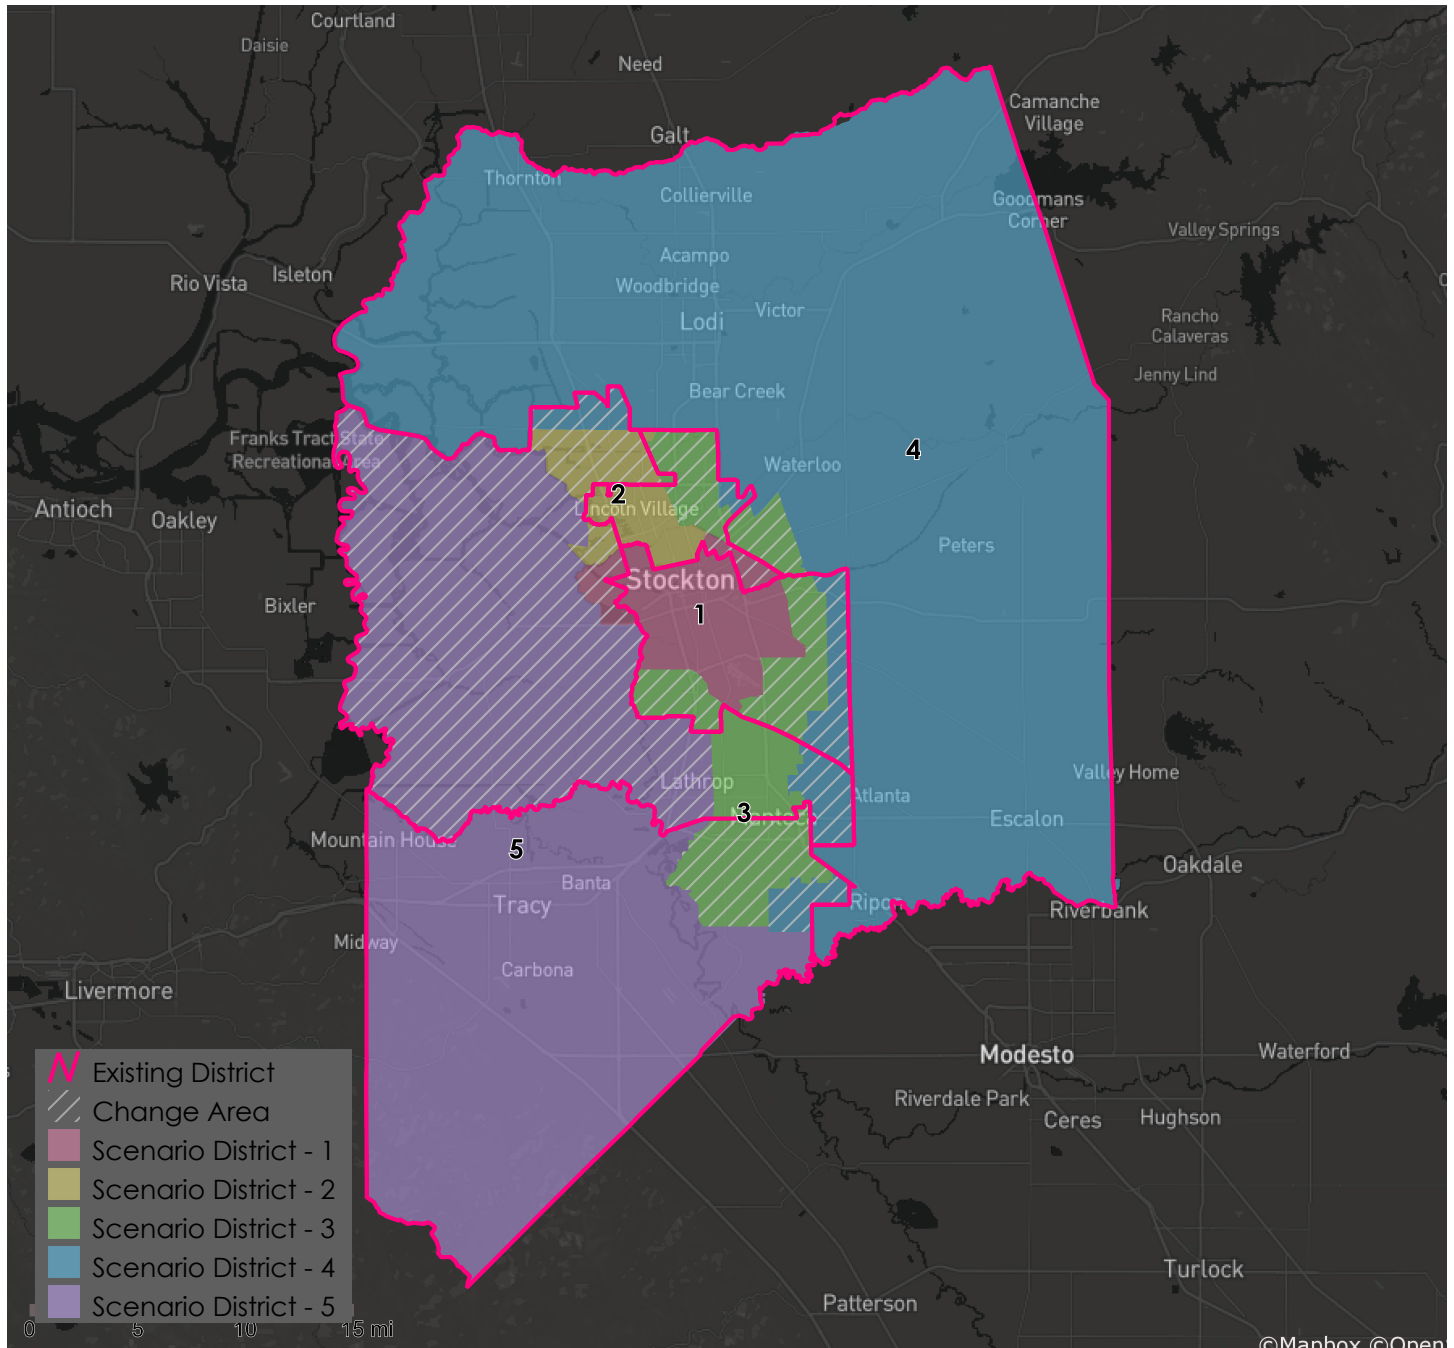 Courtland
Daisie
Need
Camanche
Village
Galt
Thornton
Collierville
Goodmans
Corner
Valley Springs
Acampo
Isleton
Rio Vista
Woodbridge
Victor
Lodi
Rancho
Calaveras
Jenny Lind
Bear Creek
Franks Tract State
Recreational Area
4
Waterloo
2
Antioch
Oakley
Lincoln Village
Peters
Stockton
Bixler
1
Lathrop
Valley Home
Atlanta
3
Manteca
Escalon
Mountain House
5
Oakdale
Banta
Tracy
Ripon
Riverbank
Midway
Carbona
Livermore
Modesto
Waterford
Existing District
Riverdale Park
Change Area
Ceres
Hughson
Scenario District - 1
Scenario District - 2
Scenario District - 3
Scenario District - 4
Turlock
Scenario District - 5
Patterson
0 5 10 15 mi
©Mapbox ©Open